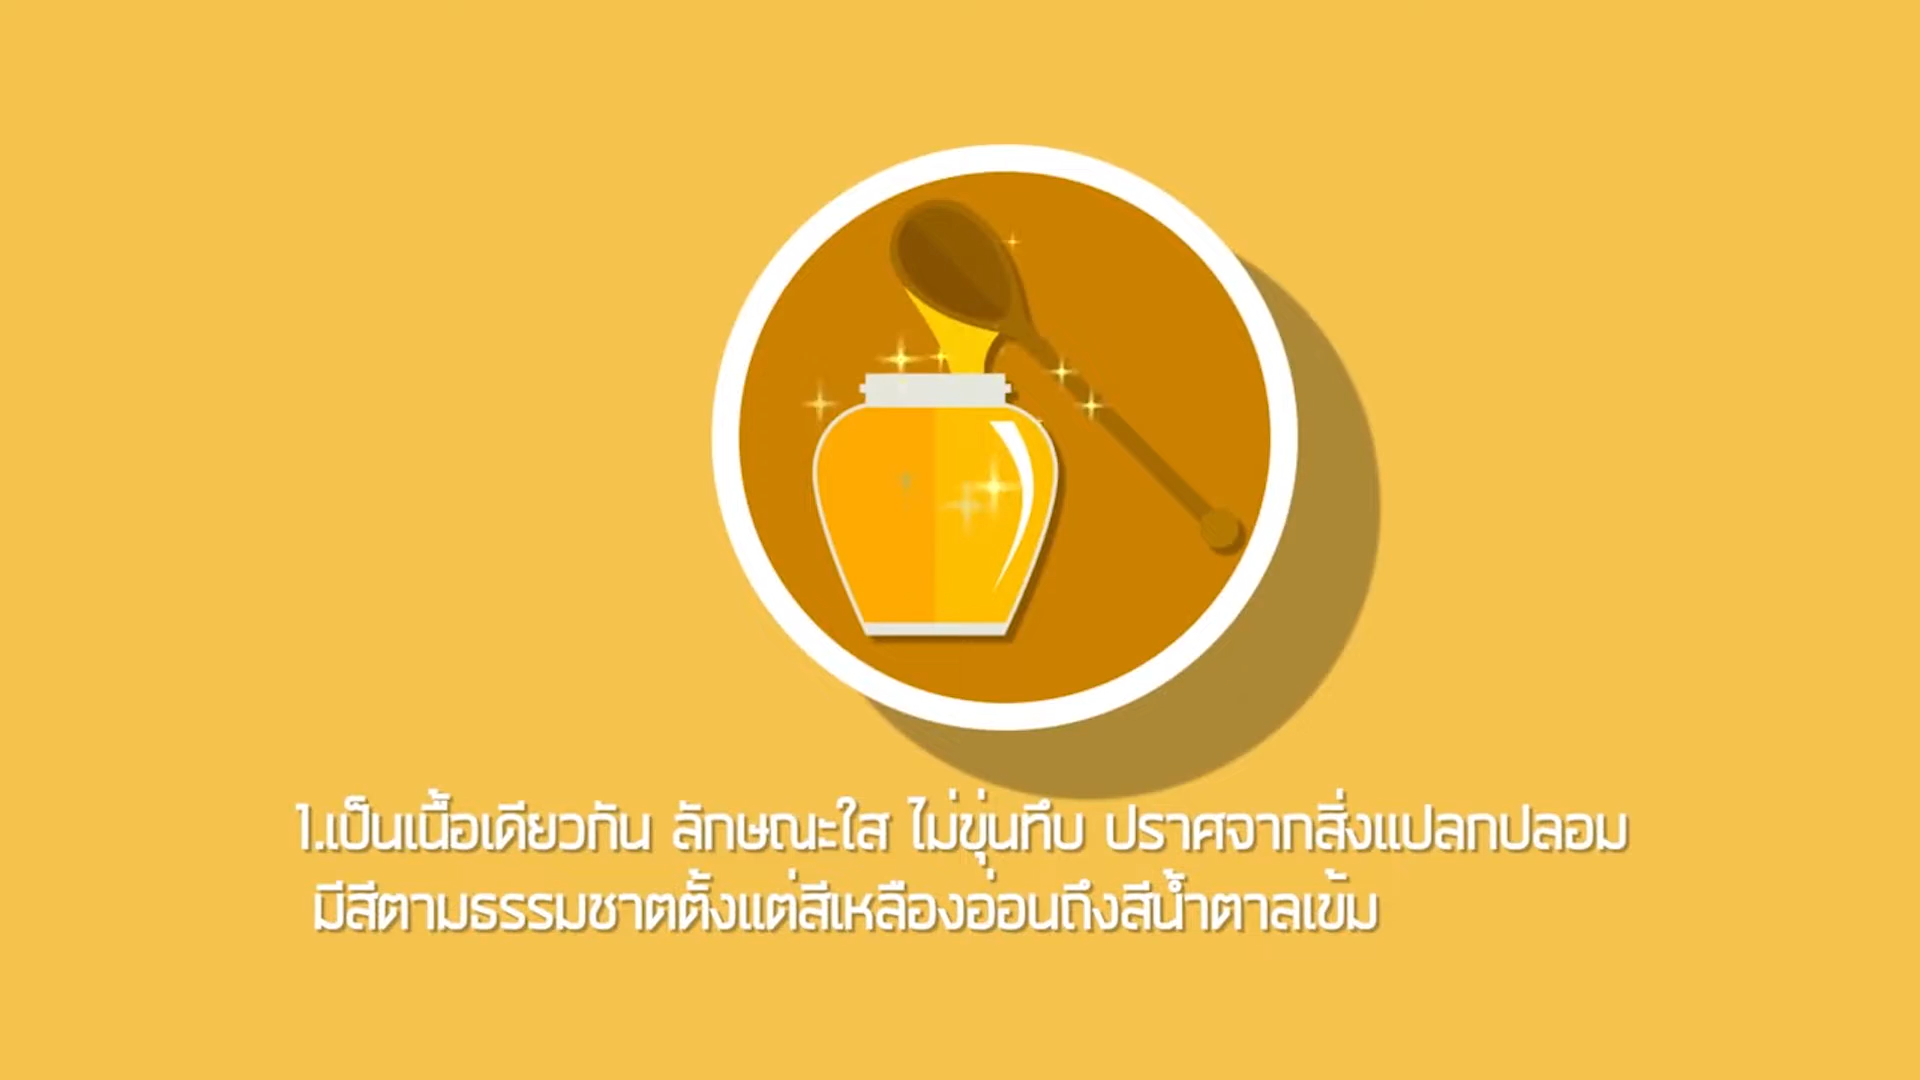 1.เป็นเนื้อเดียวกัน ลักษณะใส ไม่ขุ่นทึบ ปราศจากสิ่งแปลกปลอม
มีสีตามธรรมชาตตั้งแต่สีเหลืองอ่อนถึงสีน้ำตาลเข้ม